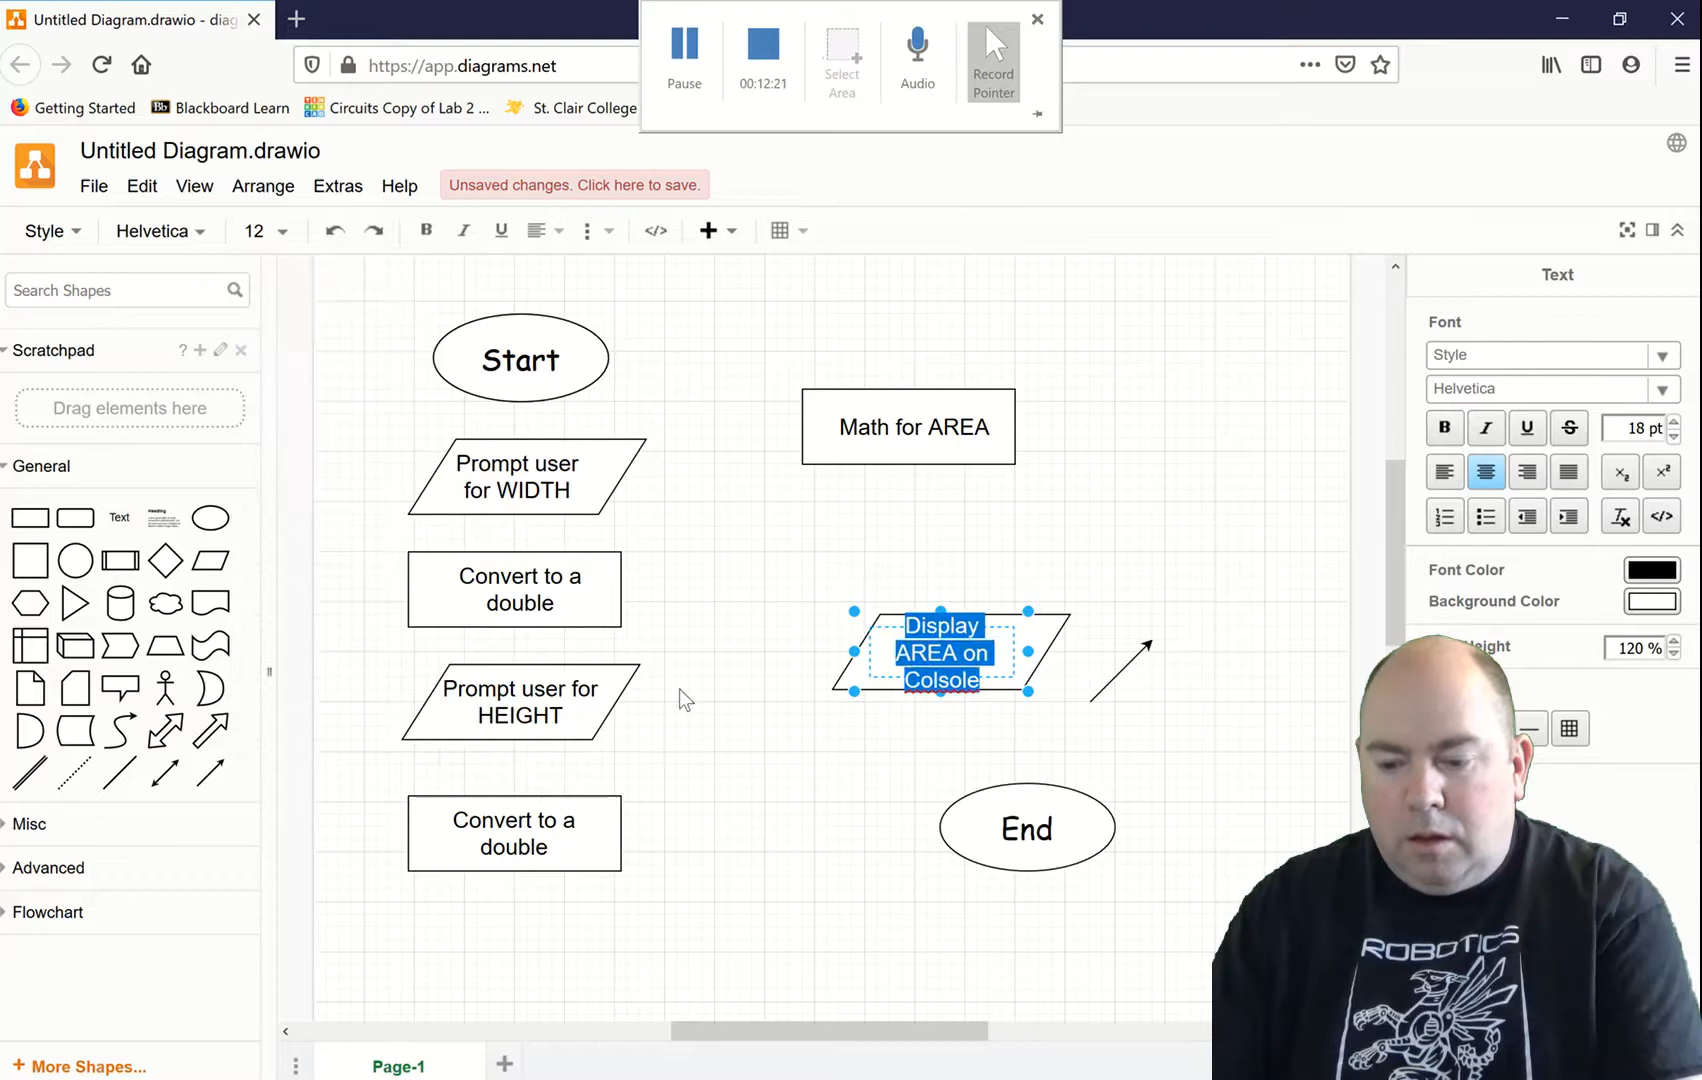 Untitled Diagram.drawio - diag
Pause
00:12:21
Select
Area
Audio
Record
Pointer
https://app.diagrams.net
Getting Started
Bb
Blackboard Learn
Circuits Copy of Lab 2 ...
St. Clair College
Untitled Diagram.drawio
File
Edit
View
Arrange
Extras
Help
Unsaved changes. Click here to save.
Style
Helvetica
12
B
I
U
</>
Search Shapes
Scratchpad
?
Drag elements here
General
Text
Heading
Misc
Advanced
Flowchart
+ More Shapes...
Start
Prompt user
for WIDTH
Convert to a
double
Prompt user for
HEIGHT
Convert to a
double
Math for AREA
Display
AREA on
Colsole
End
Page-1
Text
Font
Style
Helvetica
B
I
U
S
18 pt
</>
Font Color
Background Color
eight
120 %
ROBOTICS